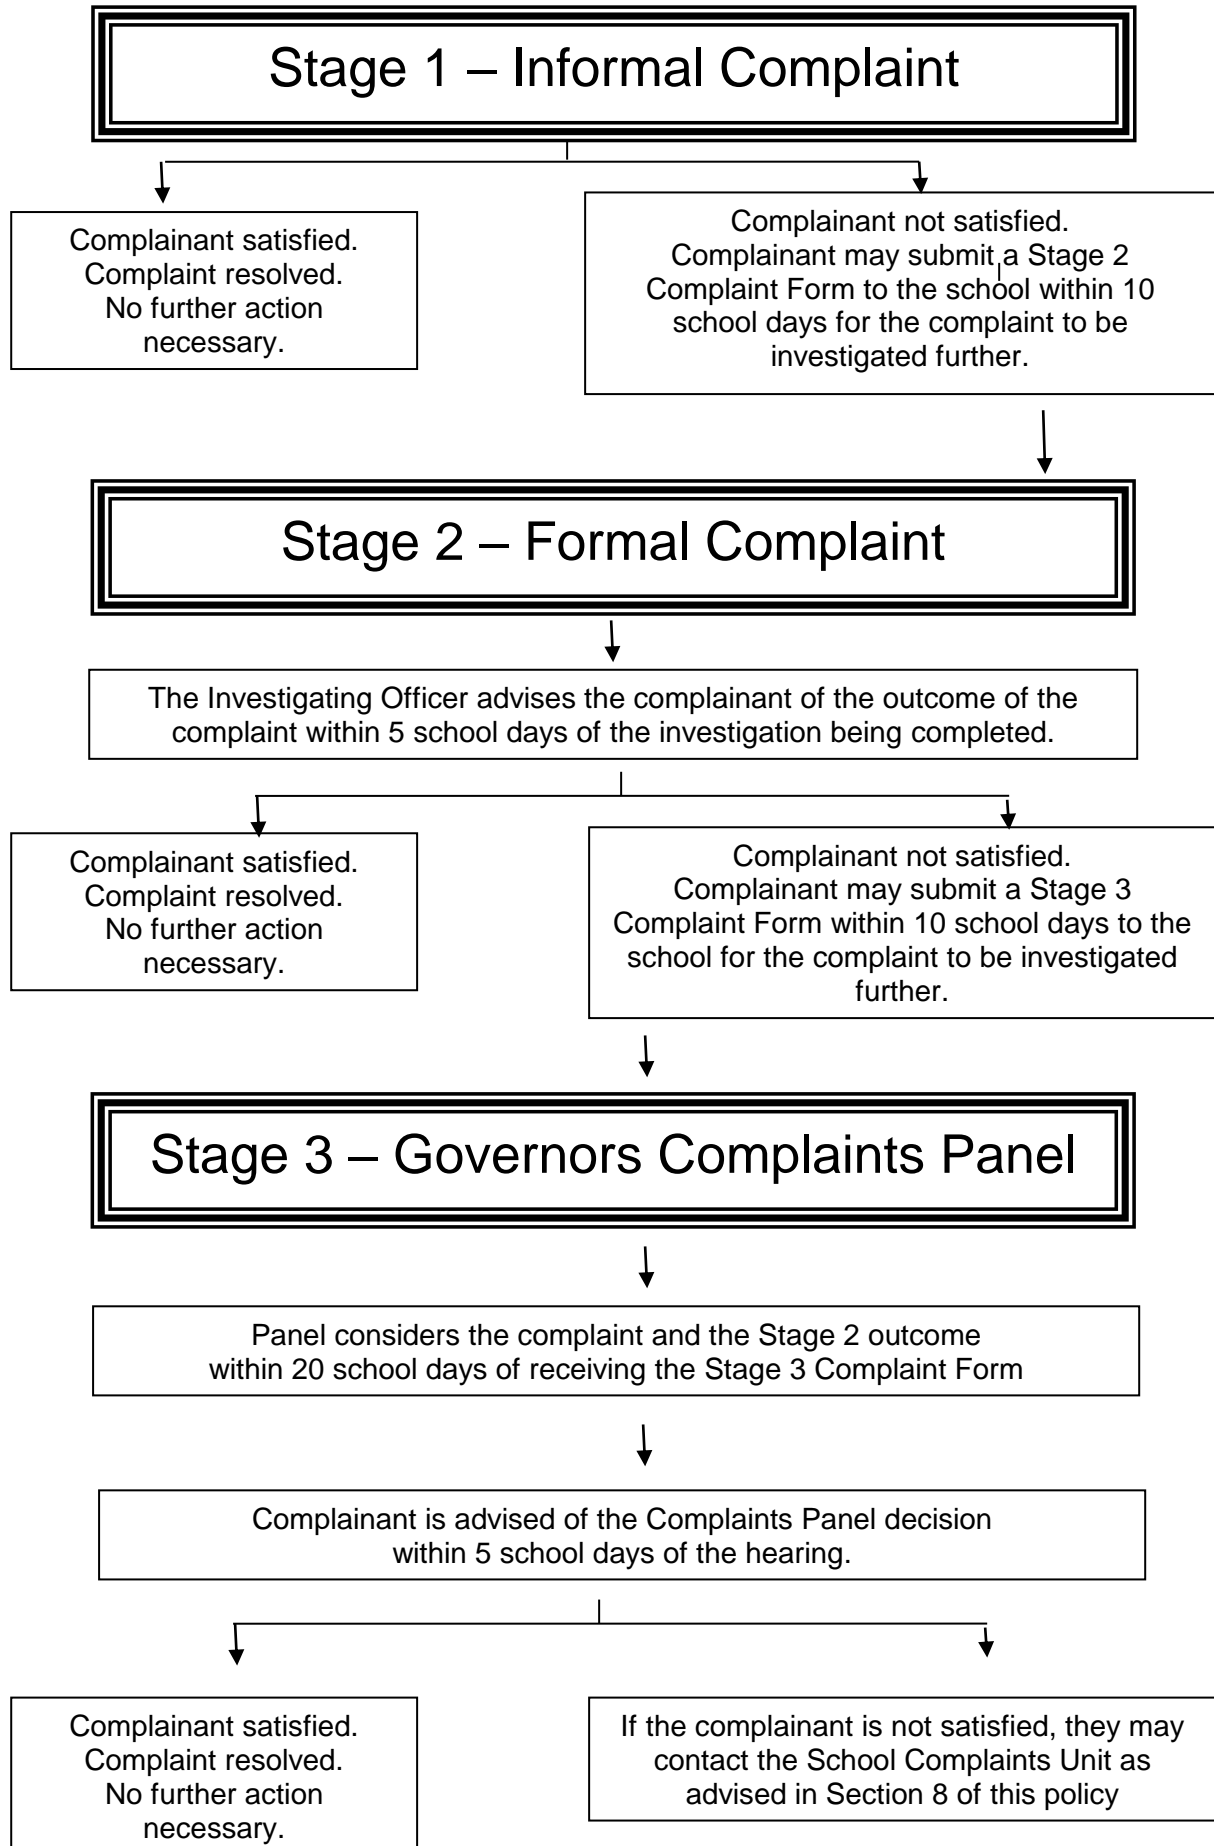 Stage 1 – Informal Complaint
Complainant satisfied.
Complaint resolved.
No further action
necessary.
Complainant not satisfied.
Complainant may submit a Stage 2
Complaint Form to the school within 10
school days for the complaint to be
investigated further.
Stage 2 – Formal Complaint
The Investigating Officer advises the complainant of the outcome of the
complaint within 5 school days of the investigation being completed.
Complainant satisfied.
Complaint resolved.
No further action
necessary.
Complainant not satisfied.
Complainant may submit a Stage 3
Complaint Form within 10 school days to the
school for the complaint to be investigated
further.
Stage 3 – Governors Complaints Panel
Panel considers the complaint and the Stage 2 outcome
within 20 school days of receiving the Stage 3 Complaint Form
Complainant is advised of the Complaints Panel decision
within 5 school days of the hearing.
Complainant satisfied.
Complaint resolved.
No further action
necessary.
If the complainant is not satisfied, they may
contact the School Complaints Unit as
advised in Section 8 of this policy